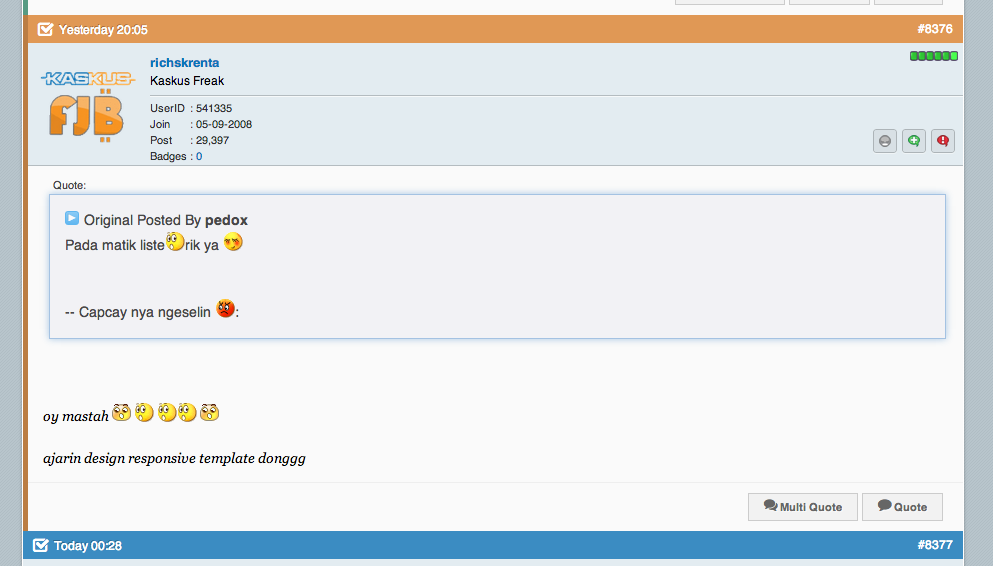 Yesterday 20:05 #8376
KASKUS
FJB
richskrenta
Kaskus Freak
UserID : 541335
Join : 05-09-2008
Post : 29,397
Badges : 0
Quote:
Original Posted By pedox
Pada matik liste rik ya
-- Capcay nya ngeselin :
oy mastah
ajarin design responsive template donggg
Multi Quote Quote
Today 00:28 #8377